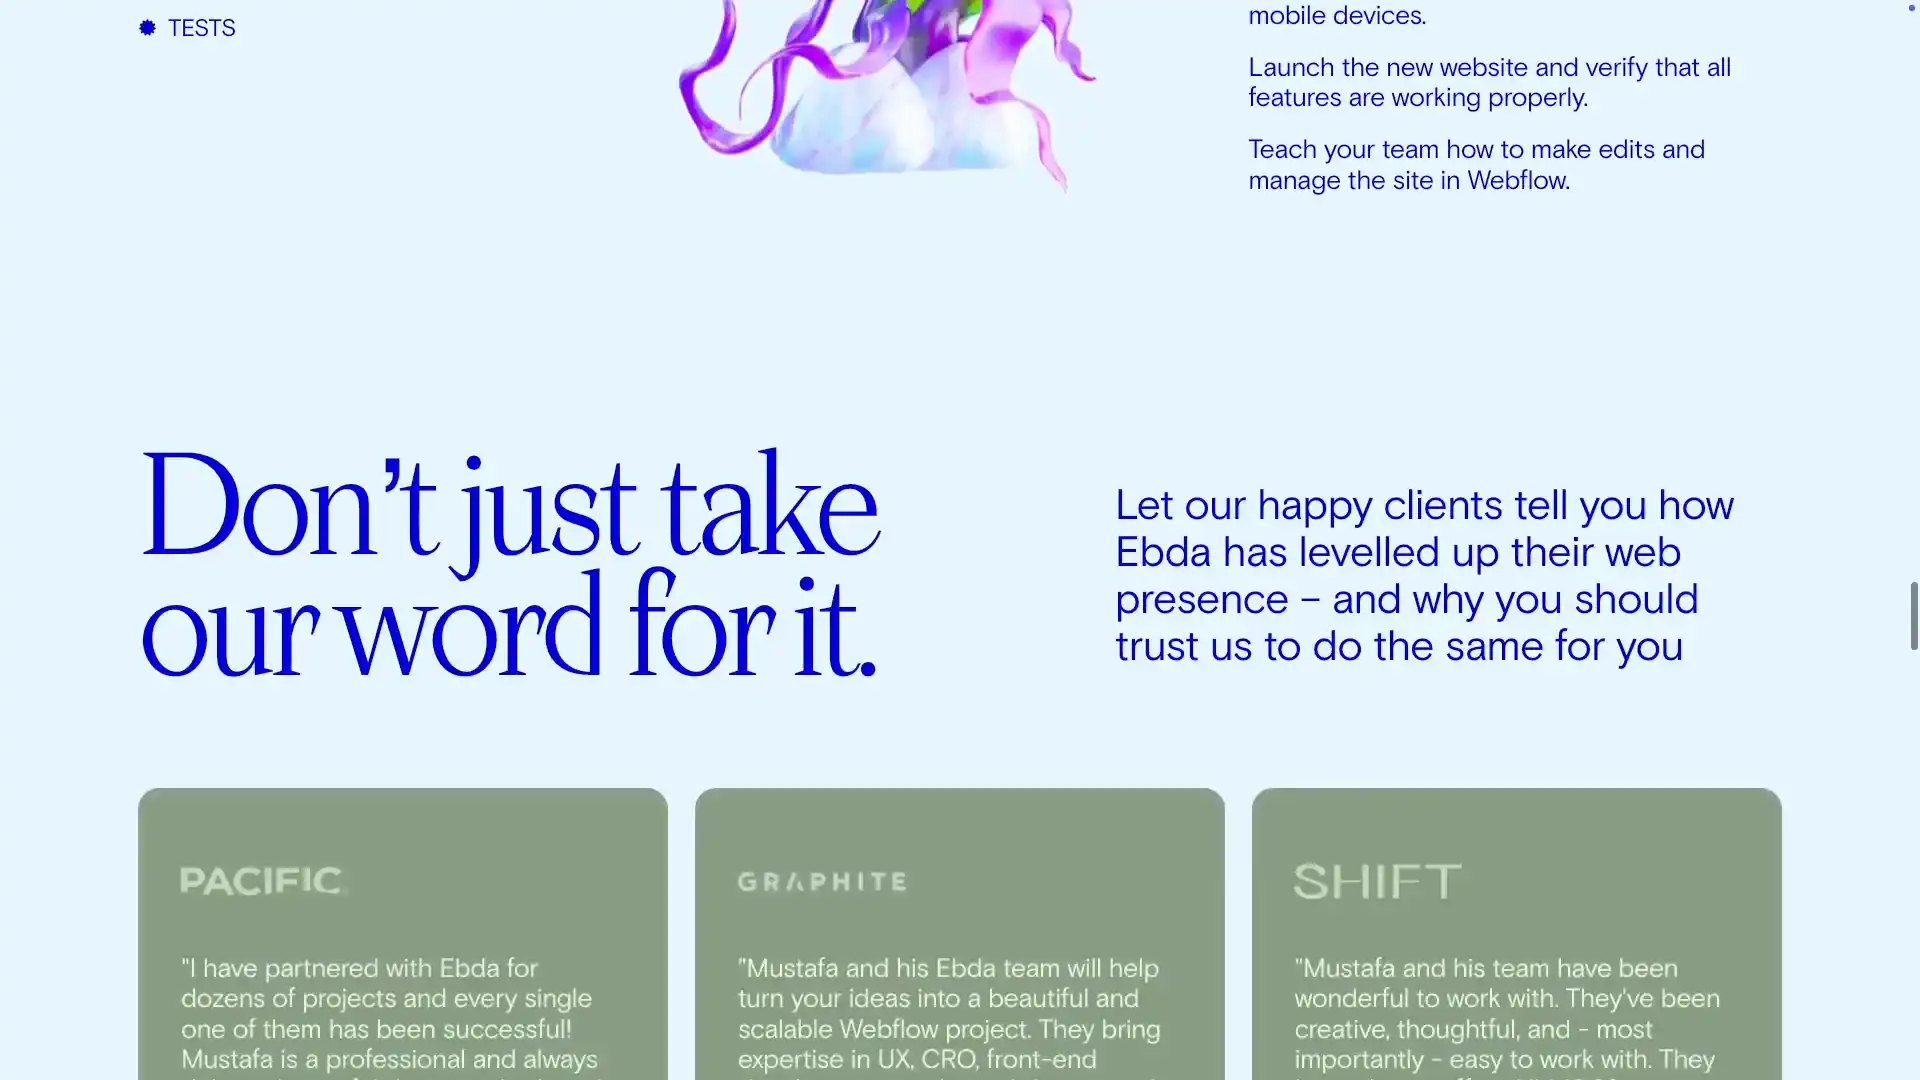 TESTS
mobile devices.
Launch the new website and verify that all
features are working properly.
Teach your team how to make edits and
manage the site in Webflow.
Don’t just take
our word for it.
Let our happy clients tell you how
Ebda has levelled up their web
presence – and why you should
trust us to do the same for you
PACIFIC
"I have partnered with Ebda for
dozens of projects and every single
one of them has been successful!
Mustafa is a professional and always
GRAPHITE
"Mustafa and his Ebda team will help
turn your ideas into a beautiful and
scalable Webflow project. They bring
expertise in UX, CRO, front-end
SHIFT
"Mustafa and his team have been
wonderful to work with. They've been
creative, thoughtful, and - most
importantly - easy to work with. They